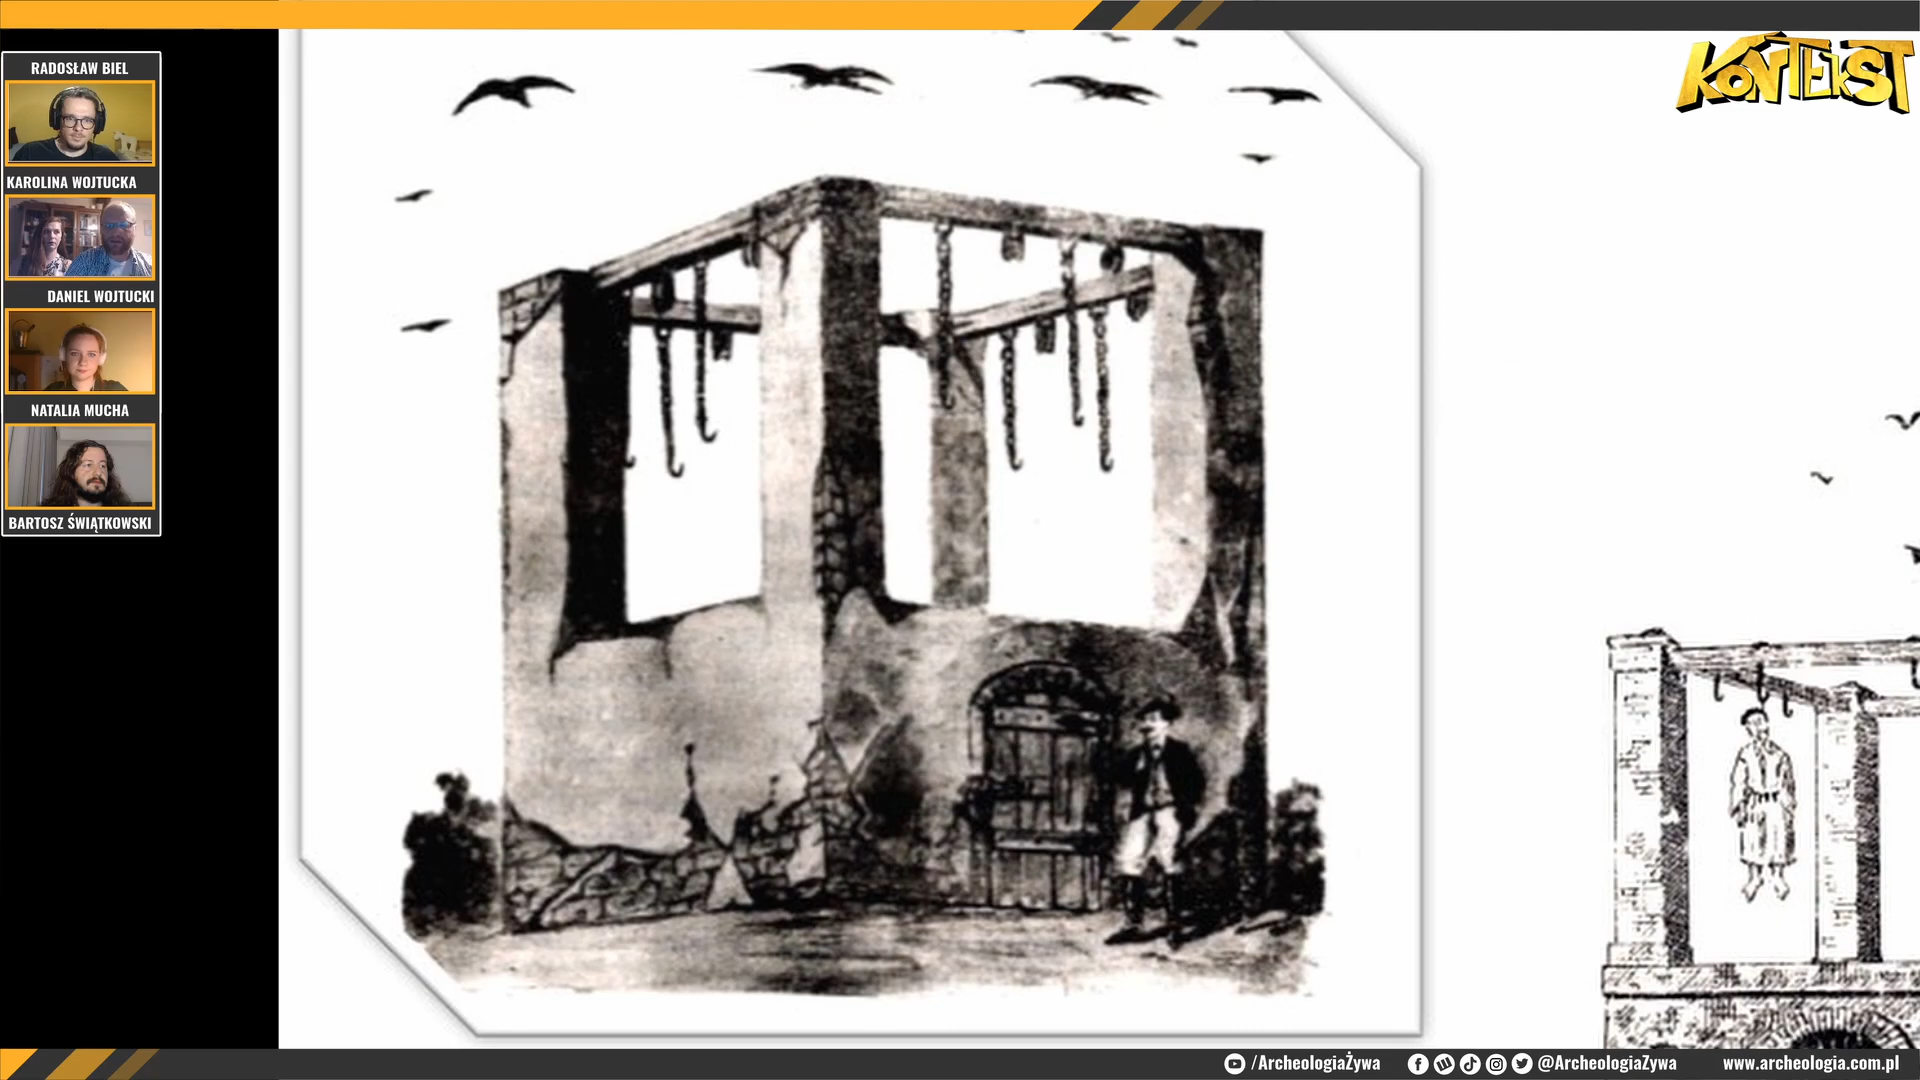 RADOSŁAW BIEL
KAROLINA WOJTUCKA
DANIEL WOJTUCKI
NATALIA MUCHA
BARTOSZ ŚWIĄTKOWSKI
KONTEKST
/ArcheologiaŻywa
@ArcheologiaZywa
www.archeologia.com.pl